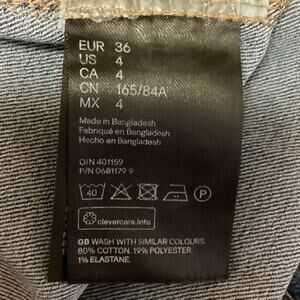 EUR 36
US 4
CA 4
CN 165/84A
MX 4
Made in Bangladesh
Fabriqué en Bangladesh
Hecho en Bangladesh
O/N 401159
P/N 0681179 9
40 P
clevercare.info
GB WASH WITH SIMILAR COLOURS.
80% COTTON, 19% POLYESTER,
1% ELASTANE.